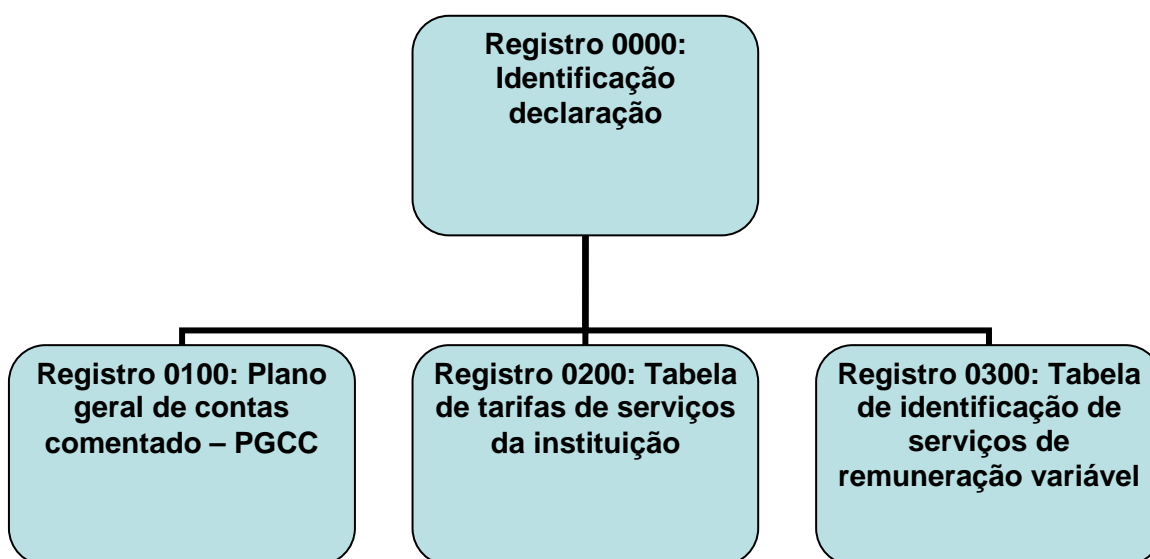 Registro 0000:
Identificação
declaração
Registro 0100: Plano
geral de contas
comentado – PGCC
Registro 0200: Tabela
de tarifas de serviços
da instituição
Registro 0300: Tabela
de identificação de
serviços de
remuneração variável